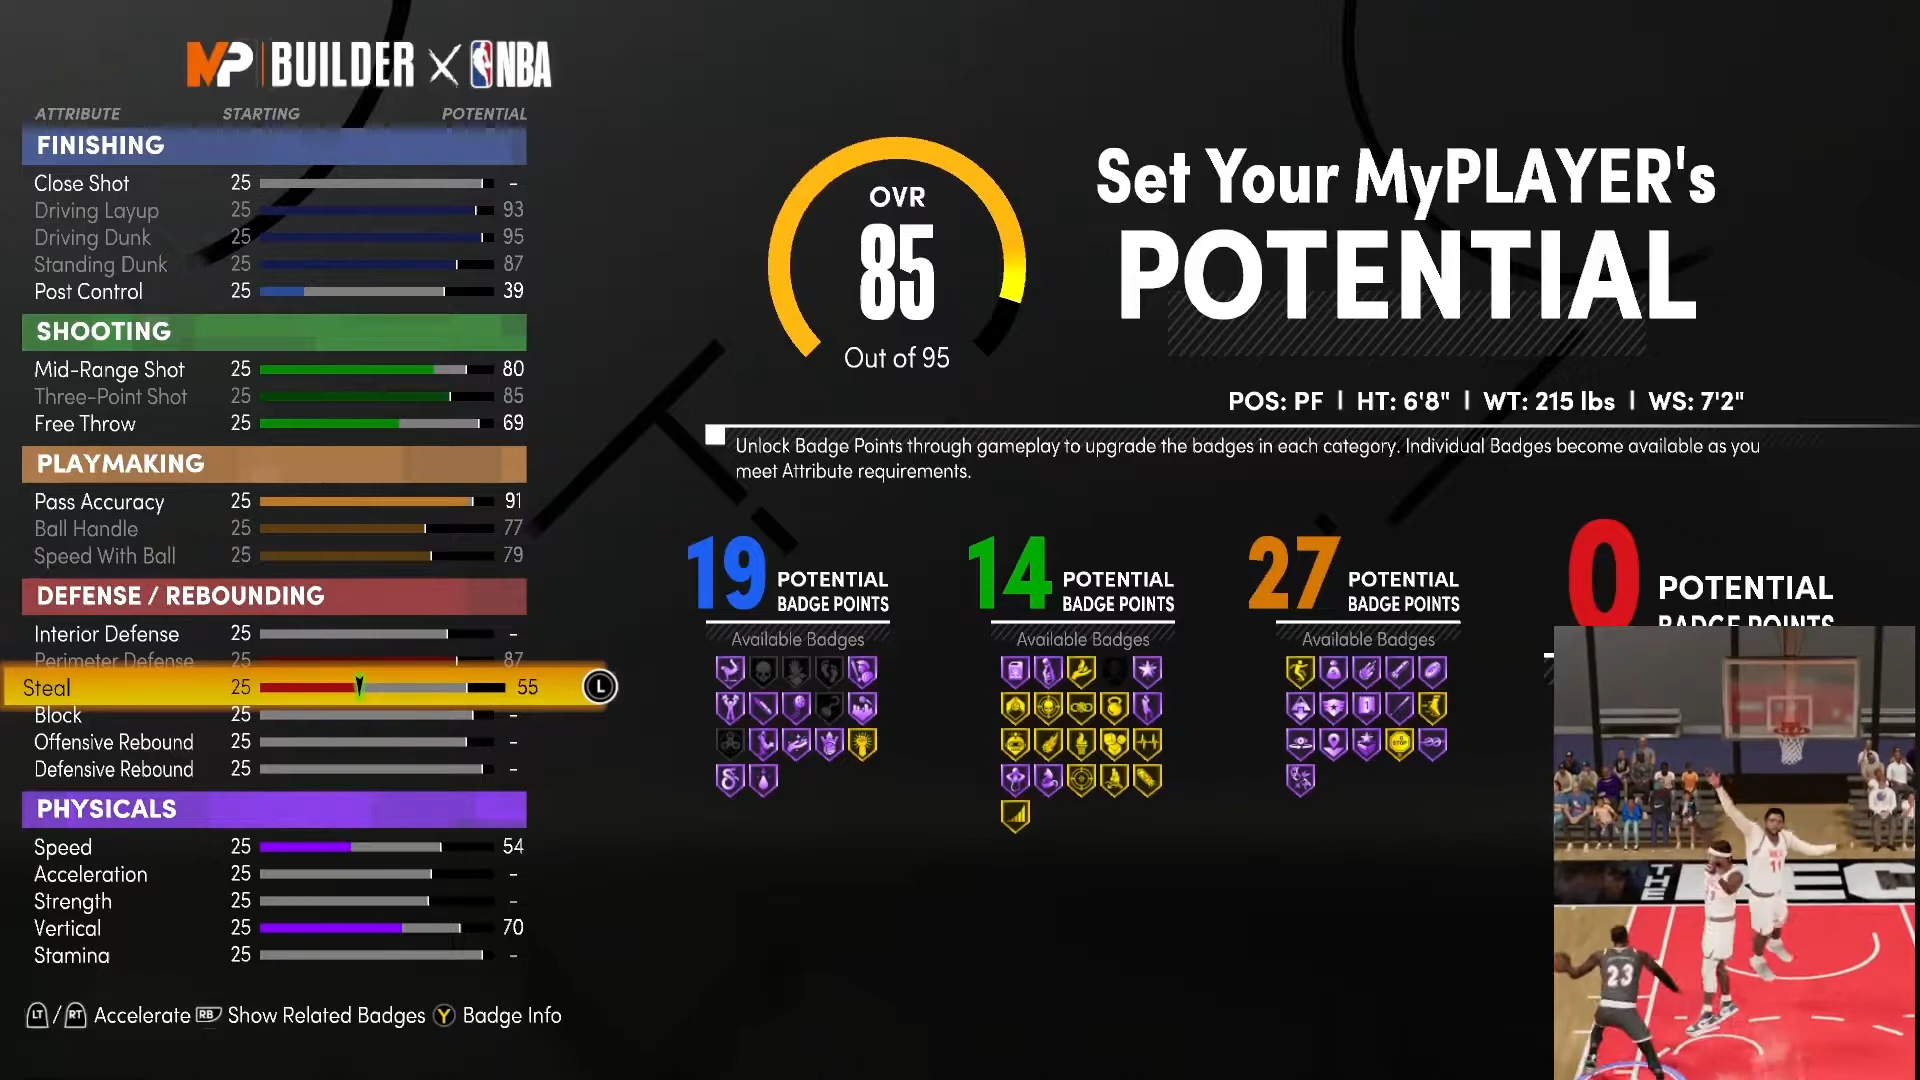 MP | BUILDER X NBA
ATTRIBUTE STARTING POTENTIAL
FINISHING
Close Shot 25 -
Driving Layup 25 93
Driving Dunk 25 95
Standing Dunk 25 87
Post Control 25 39
SHOOTING
Mid-Range Shot 25 80
Three-Point Shot 25 85
Free Throw 25 69
PLAYMAKING
Pass Accuracy 25 91
Ball Handle 25 77
Speed With Ball 25 79
DEFENSE / REBOUNDING
Interior Defense 25 -
Perimeter Defense 25 87
Steal 25 55 L
Block 25 -
Offensive Rebound 25 -
Defensive Rebound 25 -
PHYSICALS
Speed 25 54
Acceleration 25 -
Strength 25 -
Vertical 25 70
Stamina 25 -
LT / RT Accelerate RB Show Related Badges Y Badge Info
OVR
85
Out of 95
Set Your MyPLAYER's
POTENTIAL
POS: PF | HT: 6'8" | WT: 215 lbs | WS: 7'2"
Unlock Badge Points through gameplay to upgrade the badges in each category. Individual Badges become available as you
meet Attribute requirements.
19 POTENTIAL
BADGE POINTS
Available Badges
14 POTENTIAL
BADGE POINTS
Available Badges
27 POTENTIAL
BADGE POINTS
Available Badges
STOP
0 POTENTIAL
BADGE POINTS
THE
11
23